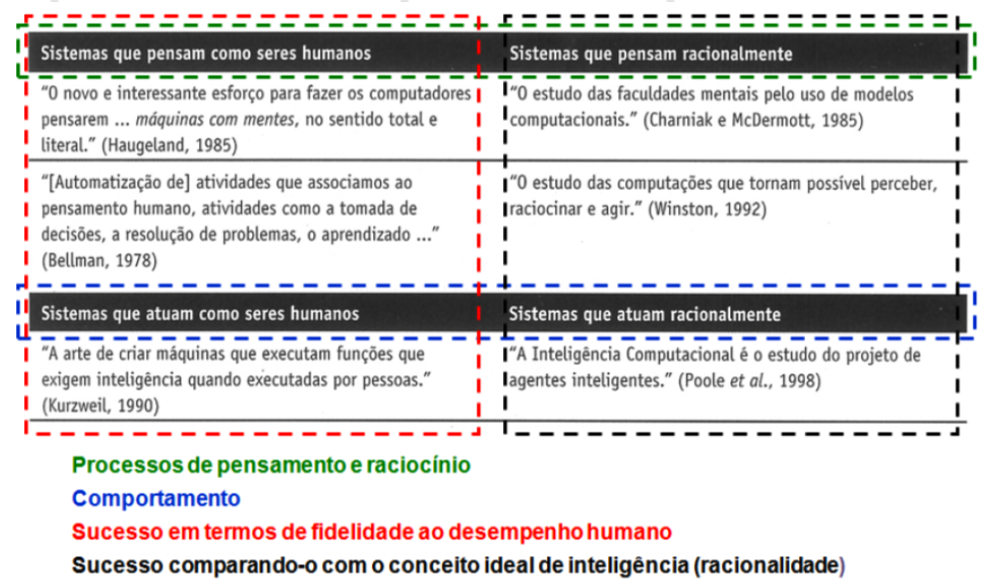 Sistemas que pensam como seres humanos
Sistemas que pensam racionalmente
“O novo e interessante esforço para fazer os computadores
pensarem ... máquinas com mentes, no sentido total e
literal.” (Haugeland, 1985)
“O estudo das faculdades mentais pelo uso de modelos
computacionais.” (Charniak e McDermott, 1985)
“[Automatização de] atividades que associamos ao
pensamento humano, atividades como a tomada de
decisões, a resolução de problemas, o aprendizado ...”
(Bellman, 1978)
“O estudo das computações que tornam possível perceber,
raciocinar e agir.” (Winston, 1992)
Sistemas que atuam como seres humanos
Sistemas que atuam racionalmente
“A arte de criar máquinas que executam funções que
exigem inteligência quando executadas por pessoas.”
(Kurzweil, 1990)
“A Inteligência Computacional é o estudo do projeto de
agentes inteligentes.” (Poole et al., 1998)
Processos de pensamento e raciocínio
Comportamento
Sucesso em termos de fidelidade ao desempenho humano
Sucesso comparando-o com o conceito ideal de inteligência (racionalidade)